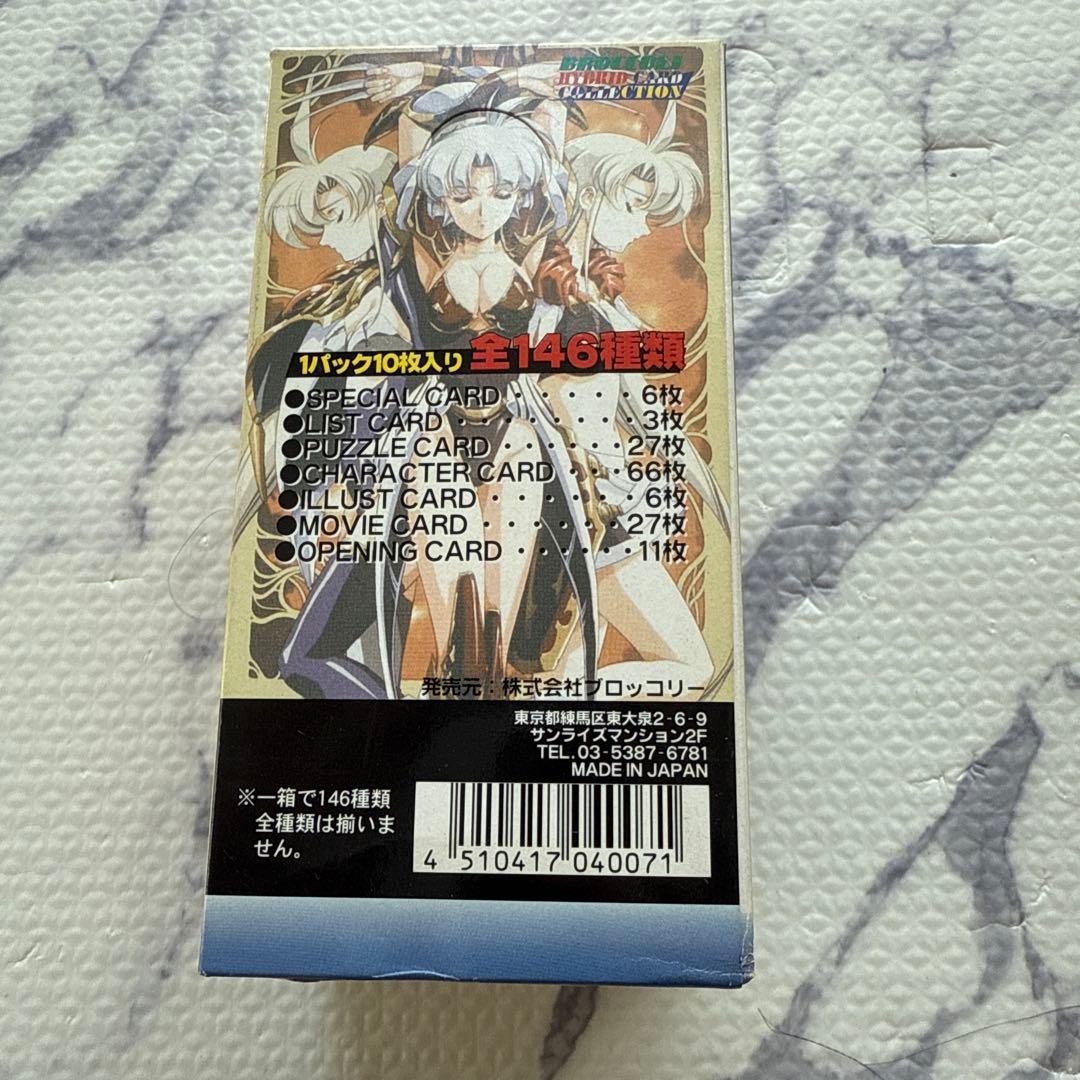 BROCCOLI
HYBRID CARD
COLLECTION
1パック10枚入り 全146種類
●SPECIAL CARD・・・・・・6枚
●LIST CARD・・・・・・・・3枚
●PUZZLE CARD・・・・・・27枚
●CHARACTER CARD・・・66枚
●ILLUST CARD・・・・・・・6枚
●MOVIE CARD・・・・・・・27枚
●OPENING CARD・・・・・11枚
発売元：株式会社ブロッコリー
東京都練馬区東大泉2-6-9
サンライズマンション2F
TEL.03-5387-6781
MADE IN JAPAN
※一箱で146種類
全種類は揃いま
せん。
4 510417 040071